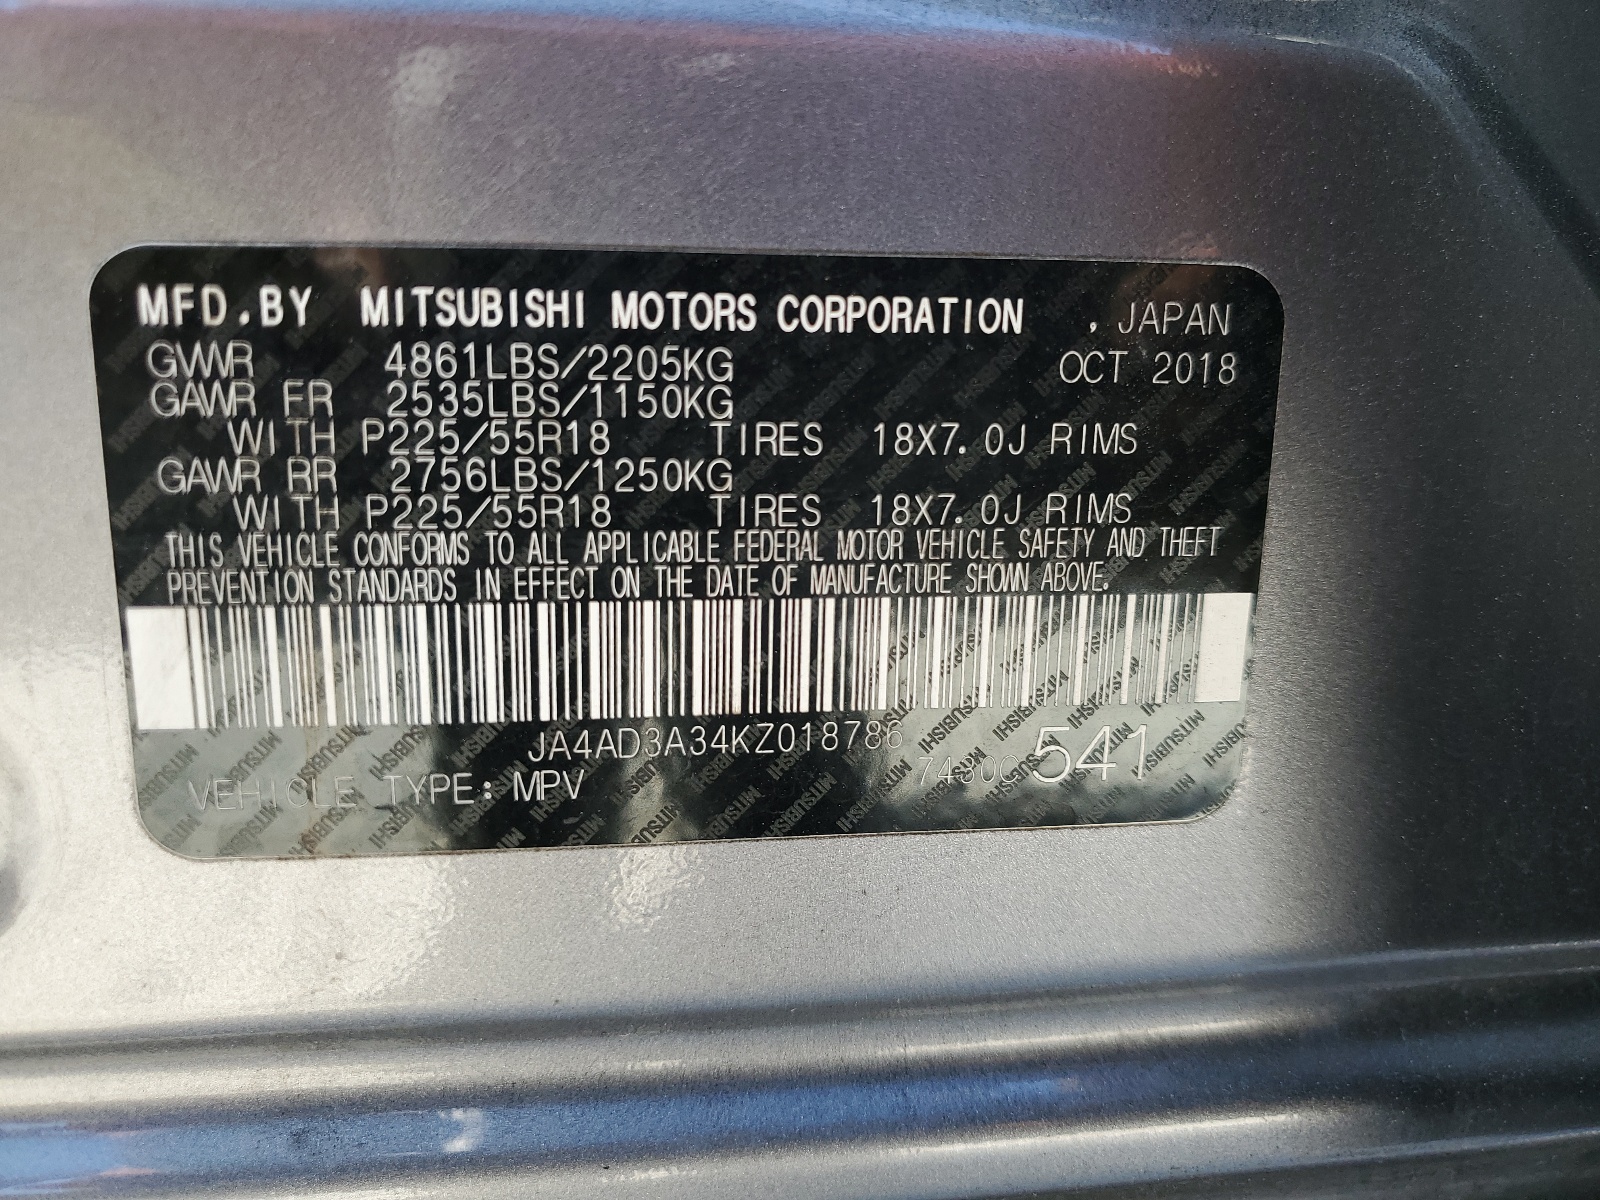 MFD.BY MITSUBISHI MOTORS CORPORATION , JAPAN
GVWR 4861LBS/2205KG OCT 2018
GAWR FR 2535LBS/1150KG
WITH P225/55R18 TIRES 18X7.0J RIMS
GAWR RR 2756LBS/1250KG
WITH P225/55R18 TIRES 18X7.0J RIMS
THIS VEHICLE CONFORMS TO ALL APPLICABLE FEDERAL MOTOR VEHICLE SAFETY AND THEFT
PREVENTION STANDARDS IN EFFECT ON THE DATE OF MANUFACTURE SHOWN ABOVE.
JA4AD3A34KZ018786
VEHICLE TYPE: MPV 541